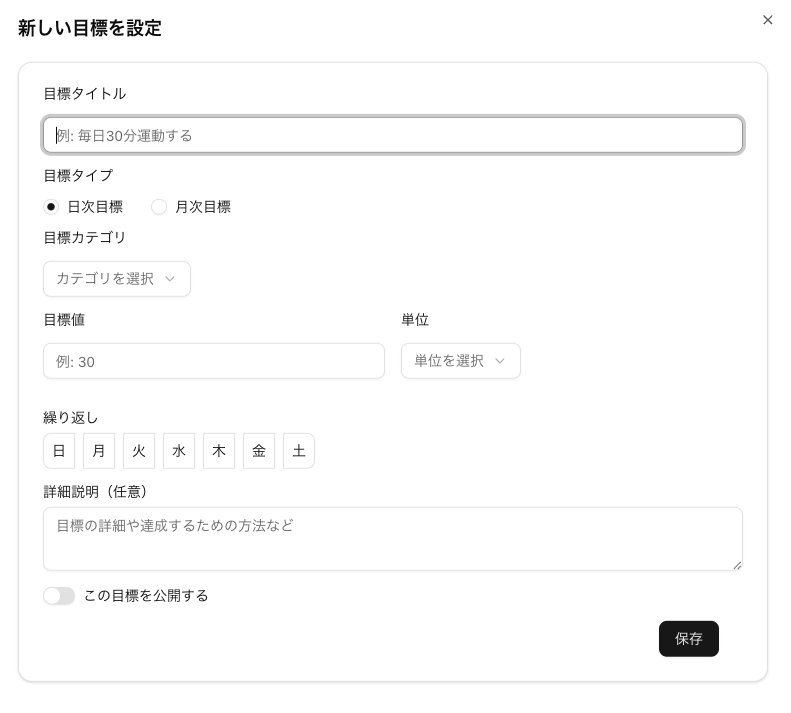 新しい目標を設定
目標タイトル
例: 毎日30分運動する
目標タイプ
日次目標 月次目標
目標カテゴリ
カテゴリを選択
目標値 単位
例: 30 単位を選択
繰り返し
日 月 火 水 木 金 土
詳細説明（任意）
目標の詳細や達成するための方法など
この目標を公開する
保存